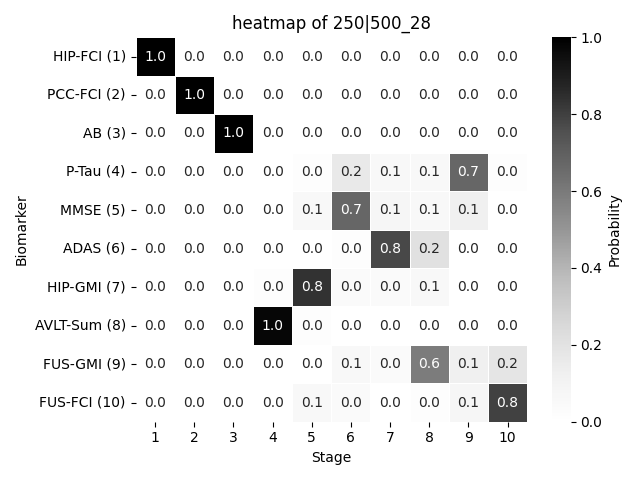 heatmap of 250|500_28
HIP-FCI (1) 1.0 0.0 0.0 0.0 0.0 0.0 0.0 0.0 0.0 0.0
PCC-FCI (2) 0.0 1.0 0.0 0.0 0.0 0.0 0.0 0.0 0.0 0.0
AB (3) 0.0 0.0 1.0 0.0 0.0 0.0 0.0 0.0 0.0 0.0
P-Tau (4) 0.0 0.0 0.0 0.0 0.0 0.2 0.1 0.1 0.7 0.0
MMSE (5) 0.0 0.0 0.0 0.0 0.1 0.7 0.1 0.1 0.1 0.0
ADAS (6) 0.0 0.0 0.0 0.0 0.0 0.0 0.8 0.2 0.0 0.0
HIP-GMI (7) 0.0 0.0 0.0 0.0 0.8 0.0 0.0 0.1 0.0 0.0
AVLT-Sum (8) 0.0 0.0 0.0 1.0 0.0 0.0 0.0 0.0 0.0 0.0
FUS-GMI (9) 0.0 0.0 0.0 0.0 0.0 0.1 0.0 0.6 0.1 0.2
FUS-FCI (10) 0.0 0.0 0.0 0.0 0.1 0.0 0.0 0.0 0.1 0.8
1 2 3 4 5 6 7 8 9 10
Stage
Biomarker
1.0
0.8
0.6
0.4
0.2
0.0
Probability